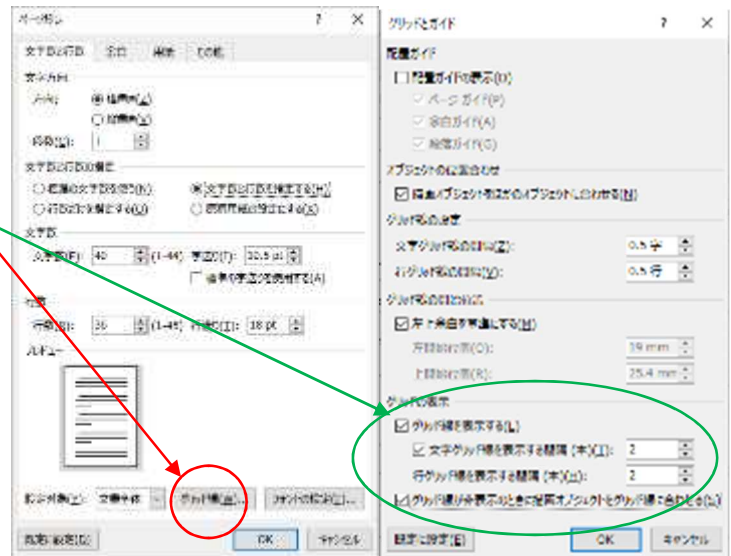 ページ設定
文字数と行数 余白 用紙 その他
文字方向
方向: 横書き(Z)
縦書き(V)
段数(C): 1
文字数と行数の指定
標準の文字数を使う(N) 文字数と行数を指定する(H)
行数だけを指定する(O) 原稿用紙の設定にする(X)
文字数
文字数(E): 40 (1-44) 字送り(I): 10.5 pt
標準の字送りを使用する(A)
行数
行数(R): 36 (1-45) 行送り(T): 18 pt
プレビュー
設定対象(Y): 文書全体 グリッド線(W)... フォントの設定(F)...
既定に設定(D) OK キャンセル
グリッドとガイド
配置ガイド
配置ガイドの表示(D)
ページ ガイド(P)
余白ガイド(A)
段落ガイド(G)
オブジェクトの位置合わせ
描画オブジェクトをほかのオブジェクトに合わせる(N)
グリッド線の設定
文字グリッド線の間隔(Z): 0.5 字
行グリッド線の間隔(V): 0.5 行
左上余白を基準にする(M)
左開始位置(O): 19 mm
上開始位置(R): 25.4 mm
グリッドの表示
グリッド線を表示する(L)
文字グリッド線を表示する間隔 (本)(T): 2
行グリッド線を表示する間隔 (本)(H): 2
グリッド線が非表示のときに描画オブジェクトをグリッド線に合わせる(S)
既定に設定(E) OK キャンセル